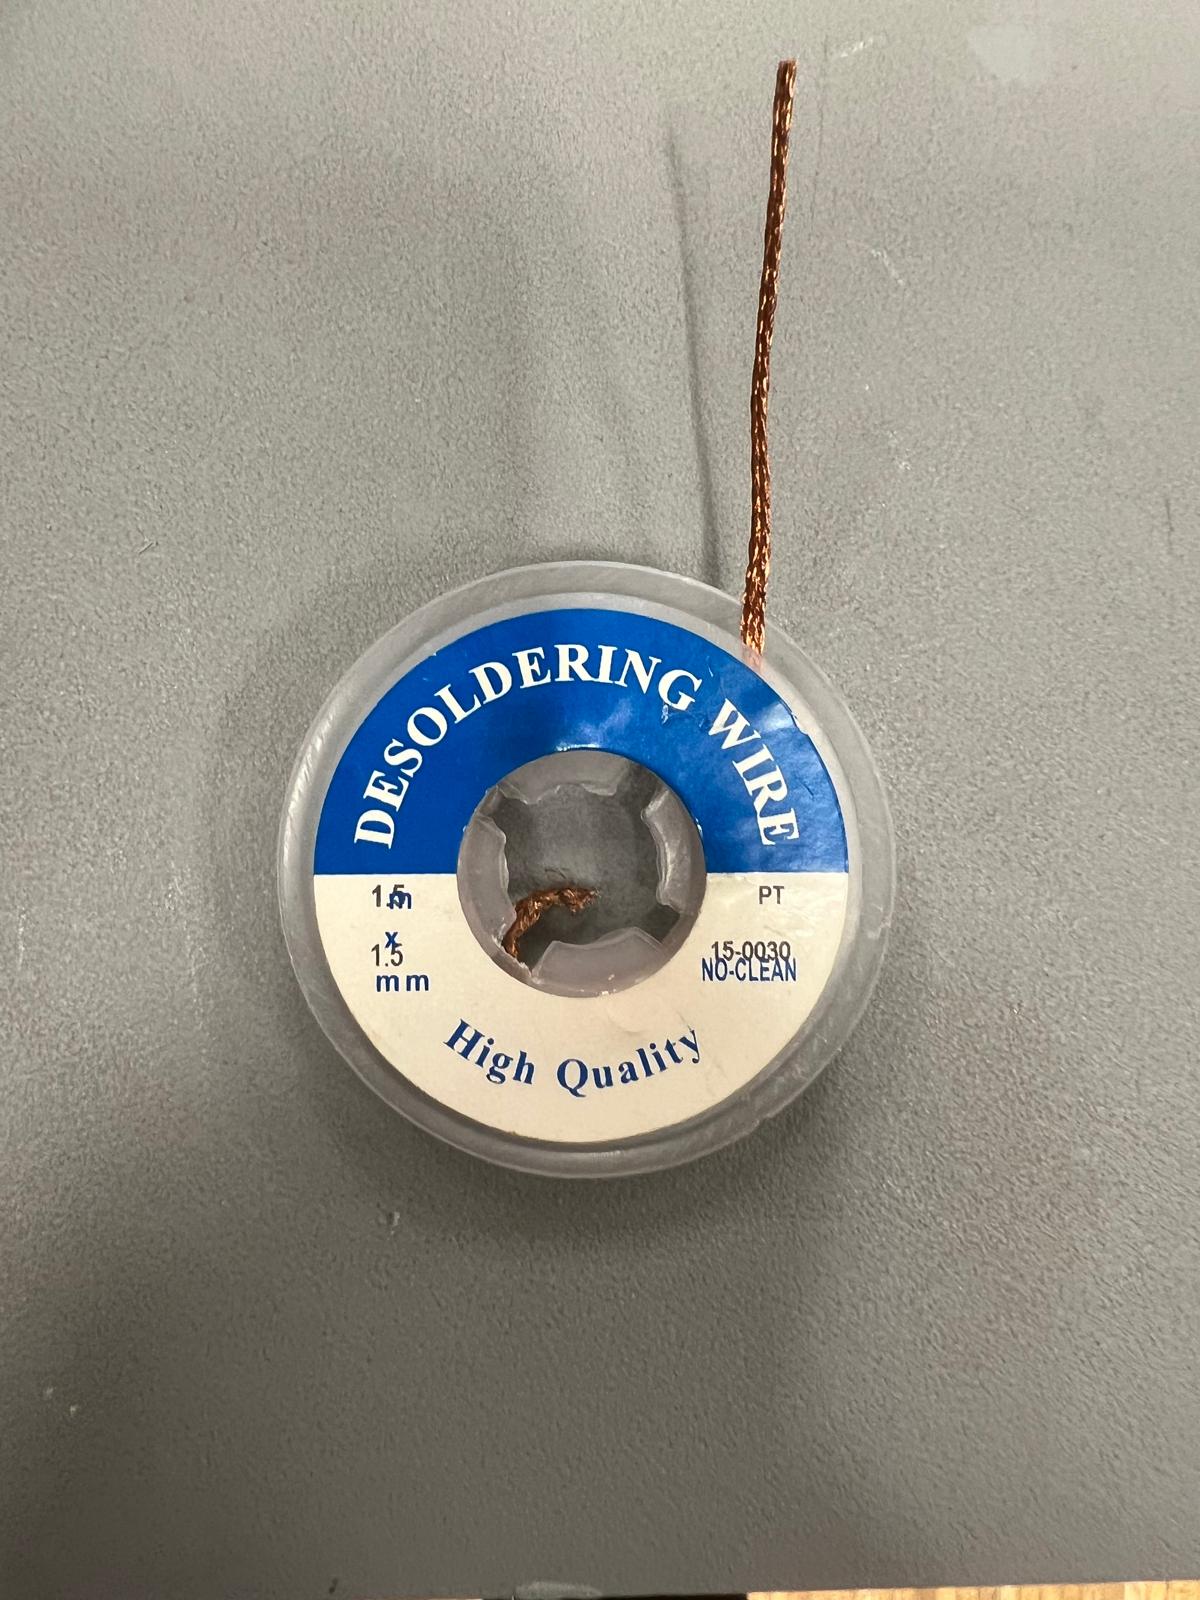 DESOLDERING WIRE
1.5m
x
1.5
mm
PT
15-0030
NO-CLEAN
High Quality